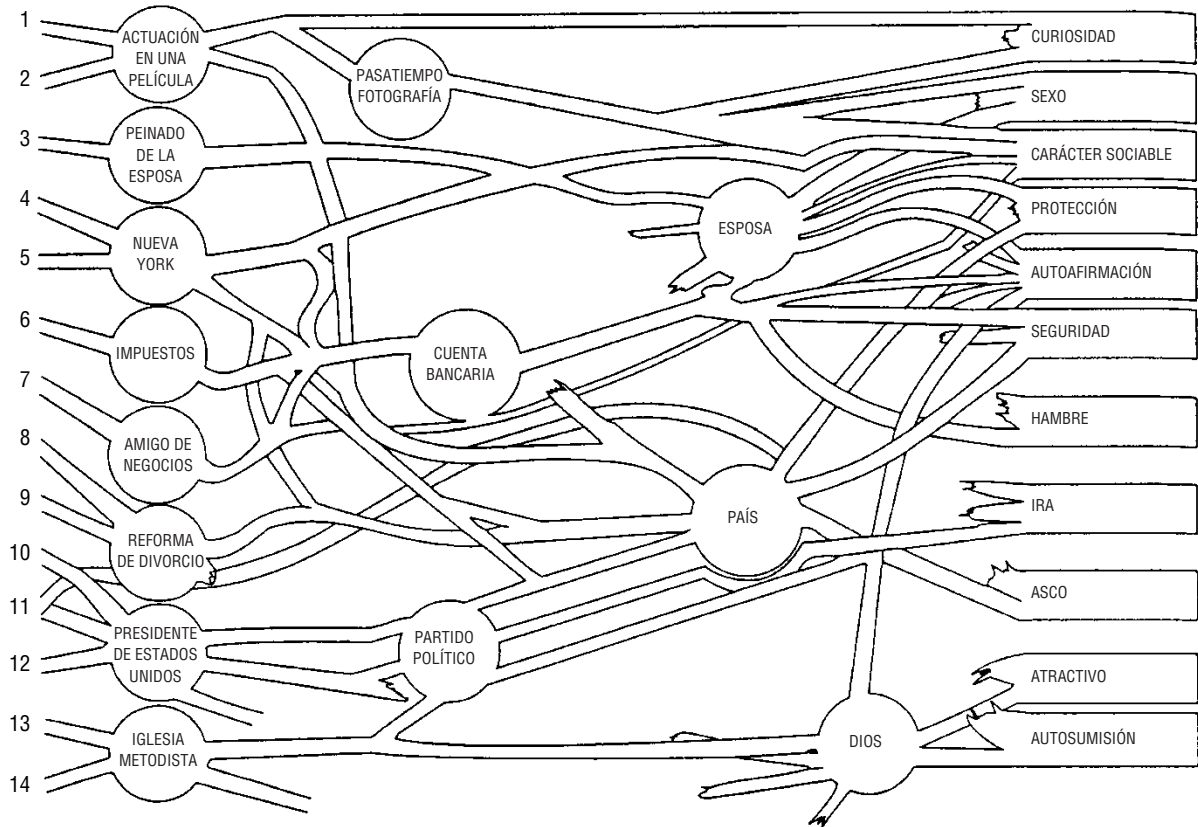 1
2
3
4
5
6
7
8
9
10
11
12
13
14
ACTUACIÓN
EN UNA
PELÍCULA
PEINADO
DE LA
ESPOSA
NUEVA
YORK
IMPUESTOS
AMIGO DE
NEGOCIOS
REFORMA
DE DIVORCIO
PRESIDENTE
DE ESTADOS
UNIDOS
IGLESIA
METODISTA
PASATIEMPO
FOTOGRAFÍA
CUENTA
BANCARIA
PARTIDO
POLÍTICO
ESPOSA
PAÍS
DIOS
CURIOSIDAD
SEXO
CARÁCTER SOCIABLE
PROTECCIÓN
AUTOAFIRMACIÓN
SEGURIDAD
HAMBRE
IRA
ASCO
ATRACTIVO
AUTOSUMISIÓN